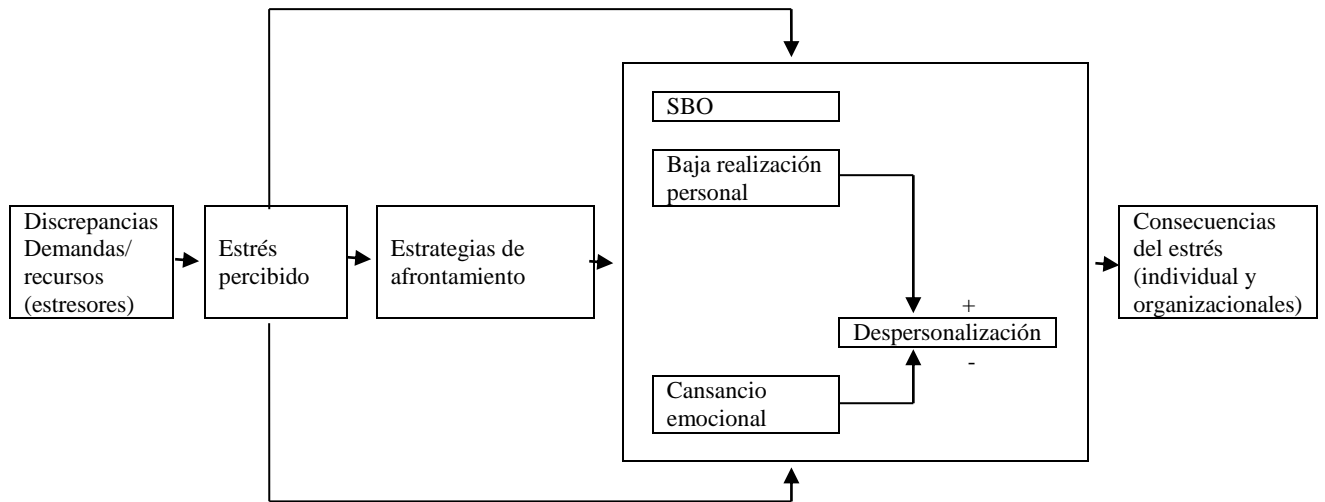 Discrepancias
Demandas/
recursos
(estresores)
Estrés
percibido
Estrategias de
afrontamiento
SBO
Baja realización
personal
+
Despersonalización
-
Cansancio
emocional
Consecuencias
del estrés
(individual y
organizacionales)